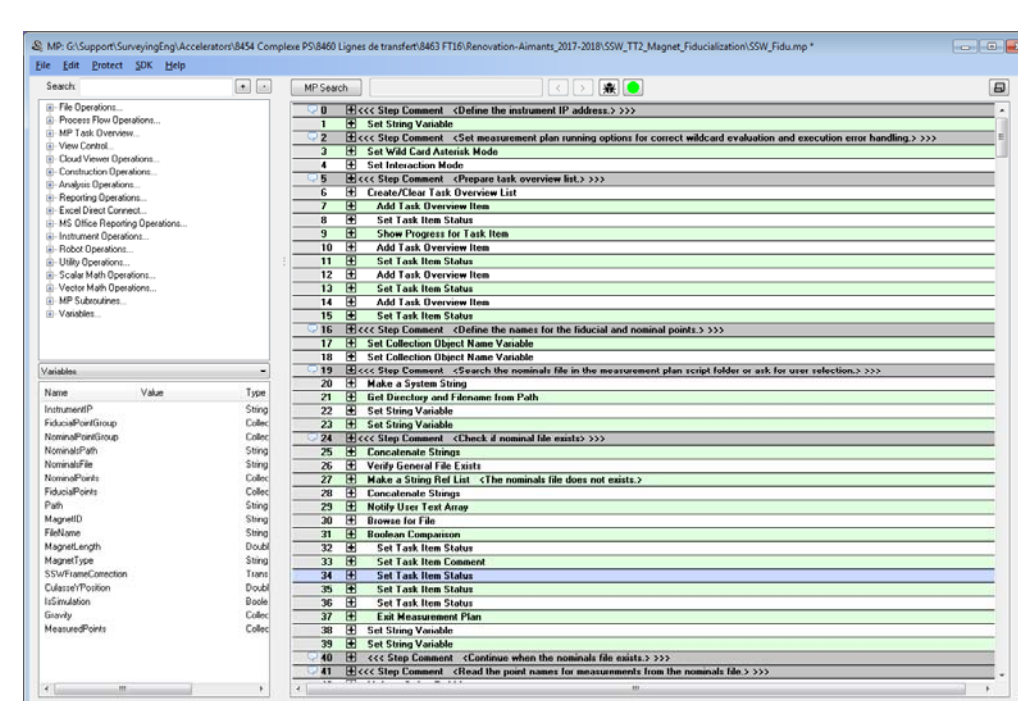 MP: G:\Support\SurveyingEng\Accelerators\8454 Complexe PS\8460 Lignes de transfert\8463 FT16\Renovation-Aimants_2017-2018\SSW_TT2_Magnet_Fiducialization\SSW_Fidu.mp *
File Edit Protect SDK Help
Search: + -
MP Search < >
File Operations...
Process Flow Operations...
MP Task Overview...
View Control...
Cloud Viewer Operations...
Construction Operations...
Analysis Operations...
Reporting Operations...
Excel Direct Connect...
MS Office Reporting Operations...
Instrument Operations...
Robot Operations...
Utility Operations...
Scalar Math Operations...
Vector Math Operations...
MP Subroutines...
Variables...
Variables -
Name Value Type
InstrumentIP String
FiducialPointGroup Collec
NominalPointGroup Collec
NominalsPath String
NominalsFile String
NominalPoints Collec
FiducialPoints Collec
Path String
MagnetID String
FileName String
MagnetLength Doubl
MagnetType String
SSWFrameCorrection Trans
CulasseYPosition Doubl
IsSimulation Boole
Gravity Collec
MeasuredPoints Collec
0 <<< Step Comment <Define the instrument IP address.> >>>
1 Set String Variable
2 <<< Step Comment <Set measurement plan running options for correct wildcard evaluation and execution error handling.> >>>
3 Set Wild Card Asterisk Mode
4 Set Interaction Mode
5 <<< Step Comment <Prepare task overview list.> >>>
6 Create/Clear Task Overview List
7 Add Task Overview Item
8 Set Task Item Status
9 Show Progress for Task Item
10 Add Task Overview Item
11 Set Task Item Status
12 Add Task Overview Item
13 Set Task Item Status
14 Add Task Overview Item
15 Set Task Item Status
16 <<< Step Comment <Define the names for the fiducial and nominal points.> >>>
17 Set Collection Object Name Variable
18 Set Collection Object Name Variable
19 <<< Step Comment <Search the nominals file in the measurement plan script folder or ask for user selection.> >>>
20 Make a System String
21 Get Directory and Filename from Path
22 Set String Variable
23 Set String Variable
24 <<< Step Comment <Check if nominal file exists> >>>
25 Concatenate Strings
26 Verify General File Exists
27 Make a String Ref List <The nominals file does not exists.>
28 Concatenate Strings
29 Notify User Text Array
30 Browse for File
31 Boolean Comparison
32 Set Task Item Status
33 Set Task Item Comment
34 Set Task Item Status
35 Set Task Item Status
36 Set Task Item Status
37 Exit Measurement Plan
38 Set String Variable
39 Set String Variable
40 <<< Step Comment <Continue when the nominals file exists.> >>>
41 <<< Step Comment <Read the point names for measurements from the nominals file.> >>>